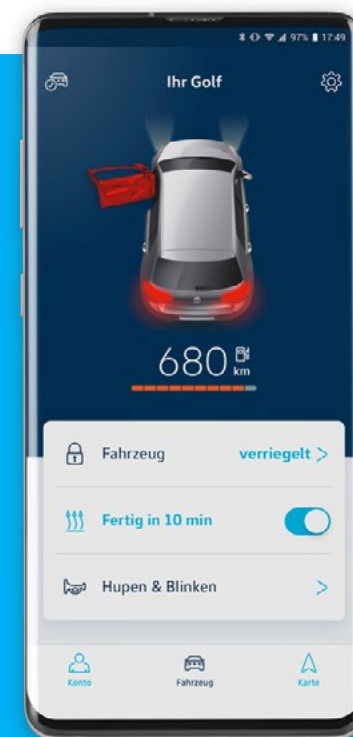 97% 17:49
Ihr Golf
680 km
Fahrzeug verriegelt >
Fertig in 10 min
Hupen & Blinken >
Konto Fahrzeug Karte